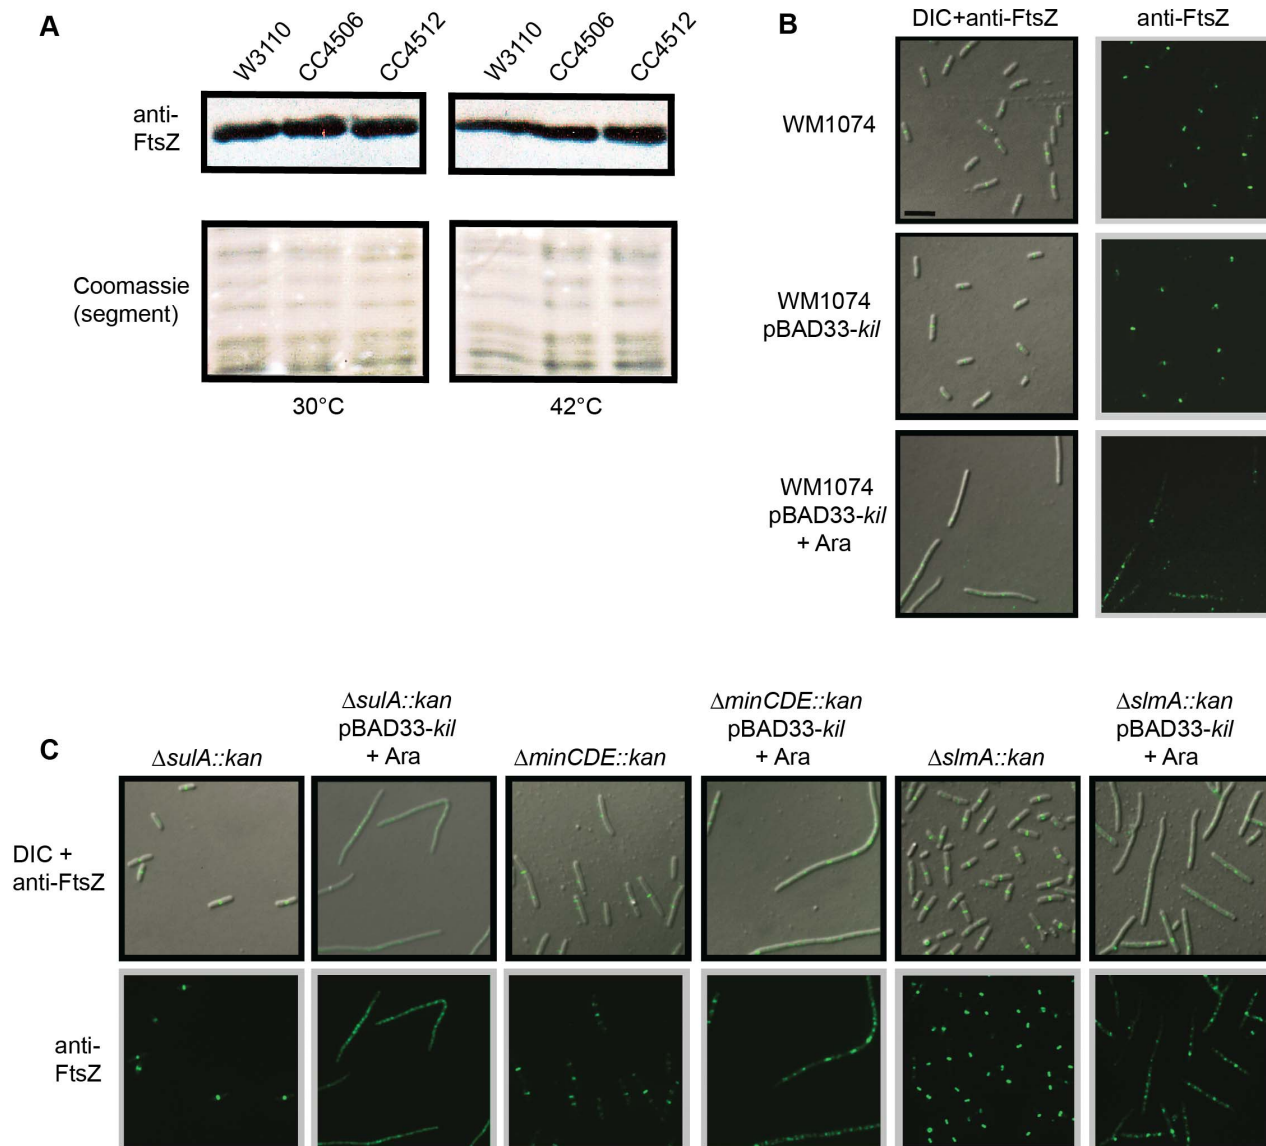 A
W3110
CC4506
CC4512
W3110
CC4506
CC4512
anti-
FtsZ
Coomassie
(segment)
30°C
42°C
B
DIC+anti-FtsZ
anti-FtsZ
WM1074
WM1074
pBAD33-kil
WM1074
pBAD33-kil
+ Ara
C
ΔsulA::kan
ΔsulA::kan
pBAD33-kil
+ Ara
ΔminCDE::kan
ΔminCDE::kan
pBAD33-kil
+ Ara
ΔslmA::kan
ΔslmA::kan
pBAD33-kil
+ Ara
DIC +
anti-FtsZ
anti-
FtsZ